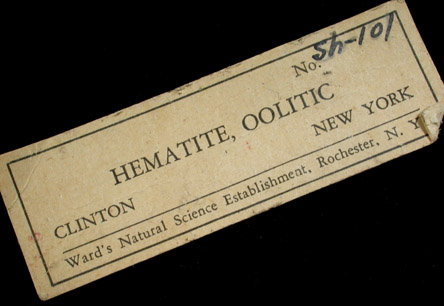 No. Sh-101
HEMATITE, OOLITIC
CLINTON NEW YORK
Ward's Natural Science Establishment, Rochester, N. Y.